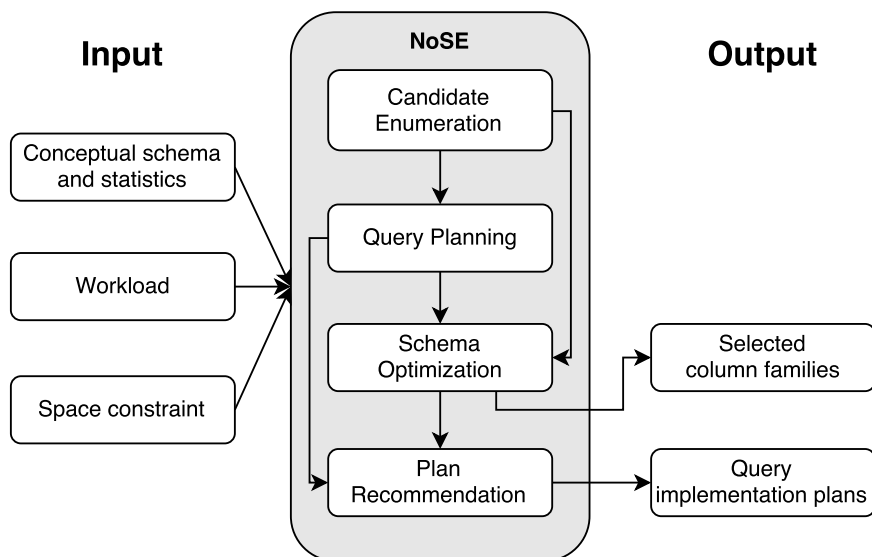 Input
NoSE
Output
Conceptual schema
and statistics
Workload
Space constraint
Candidate
Enumeration
Query Planning
Schema
Optimization
Plan
Recommendation
Selected
column families
Query
implementation plans